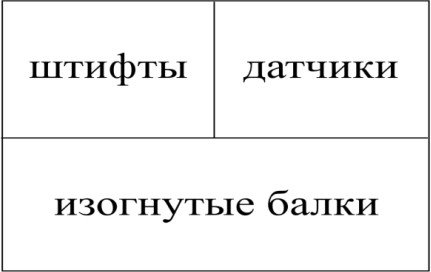 штифты
датчики
изогнутые балки